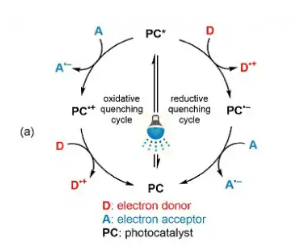 A PC* D
A•− D•+
oxidative reductive
PC•+ quenching quenching PC•−
cycle cycle
(a)
D A
D•+ PC A•−
D: electron donor
A: electron acceptor
PC: photocatalyst